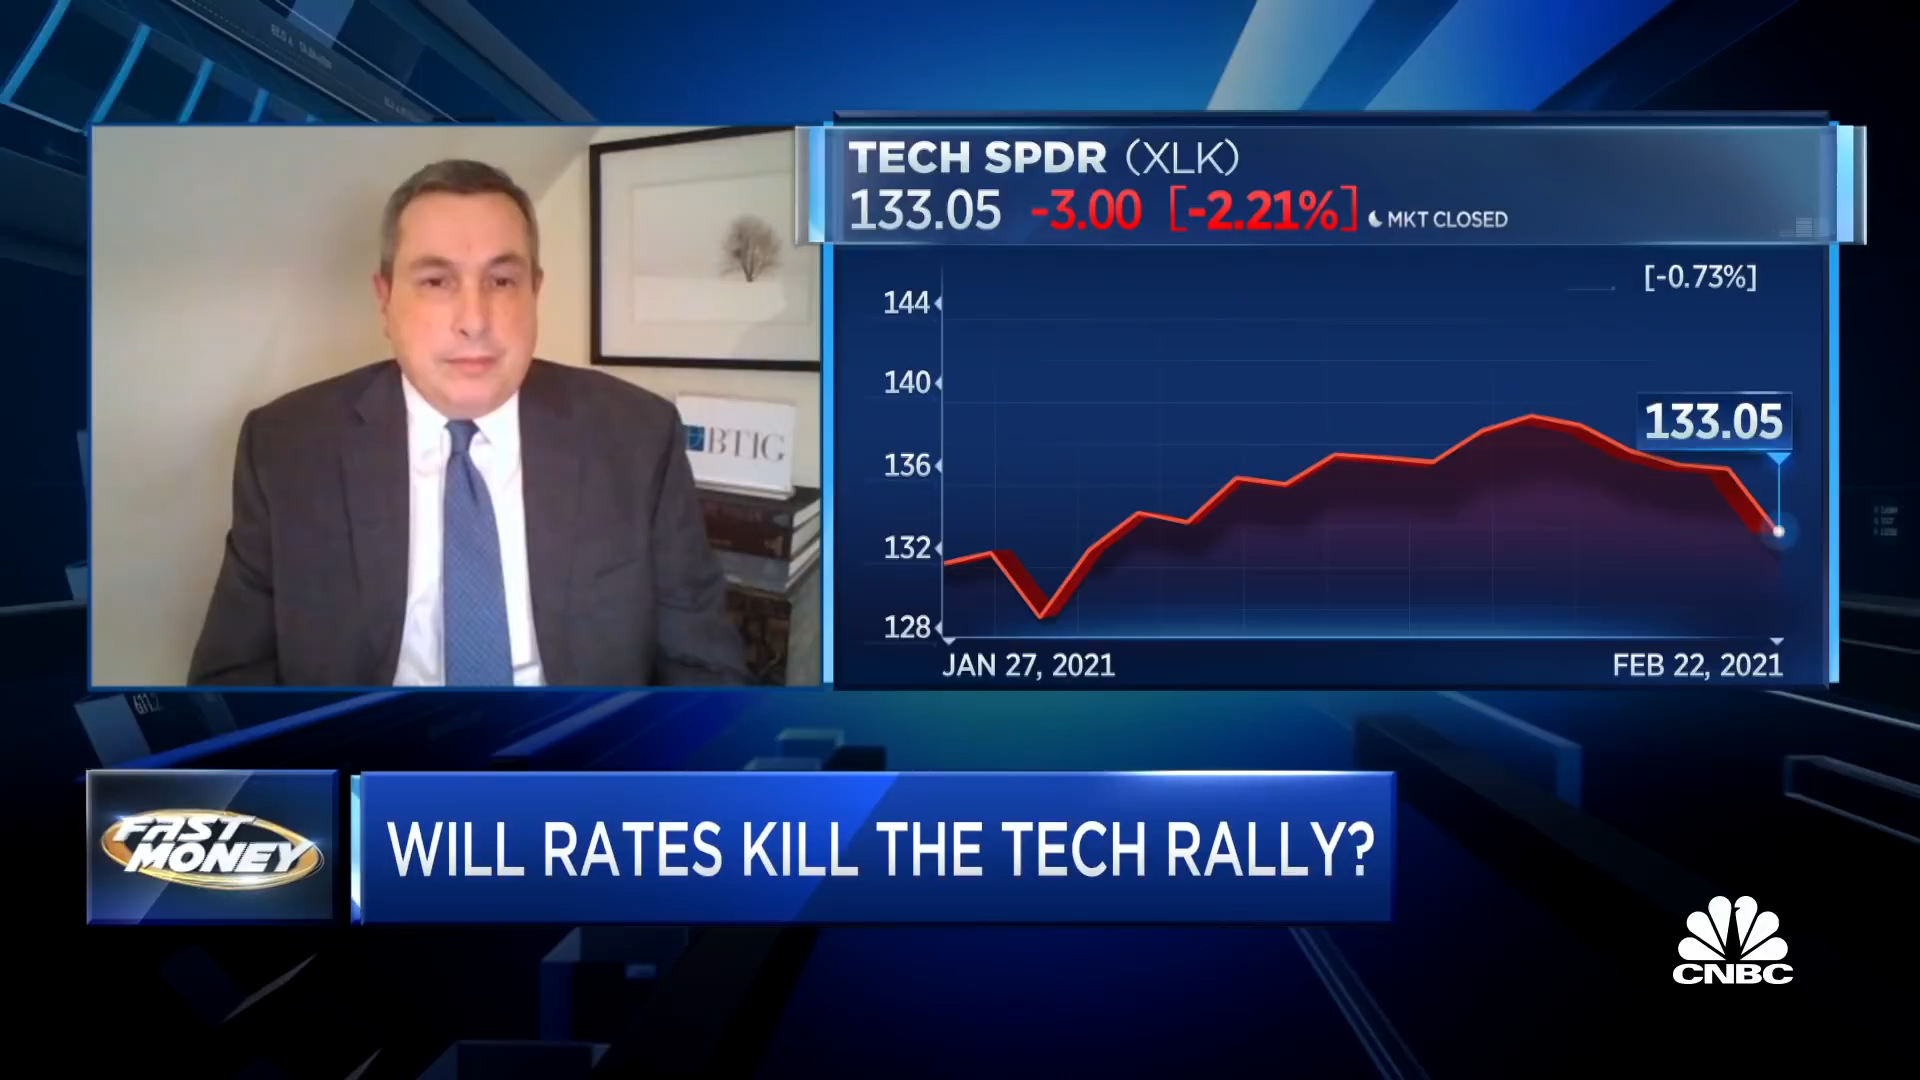 TECH SPDR (XLK)
133.05 -3.00 [-2.21%] MKT CLOSED
[-0.73%]
144
140
136
132
128
133.05
JAN 27, 2021
FEB 22, 2021
BTIG
FAST
MONEY
WILL RATES KILL THE TECH RALLY?
CNBC